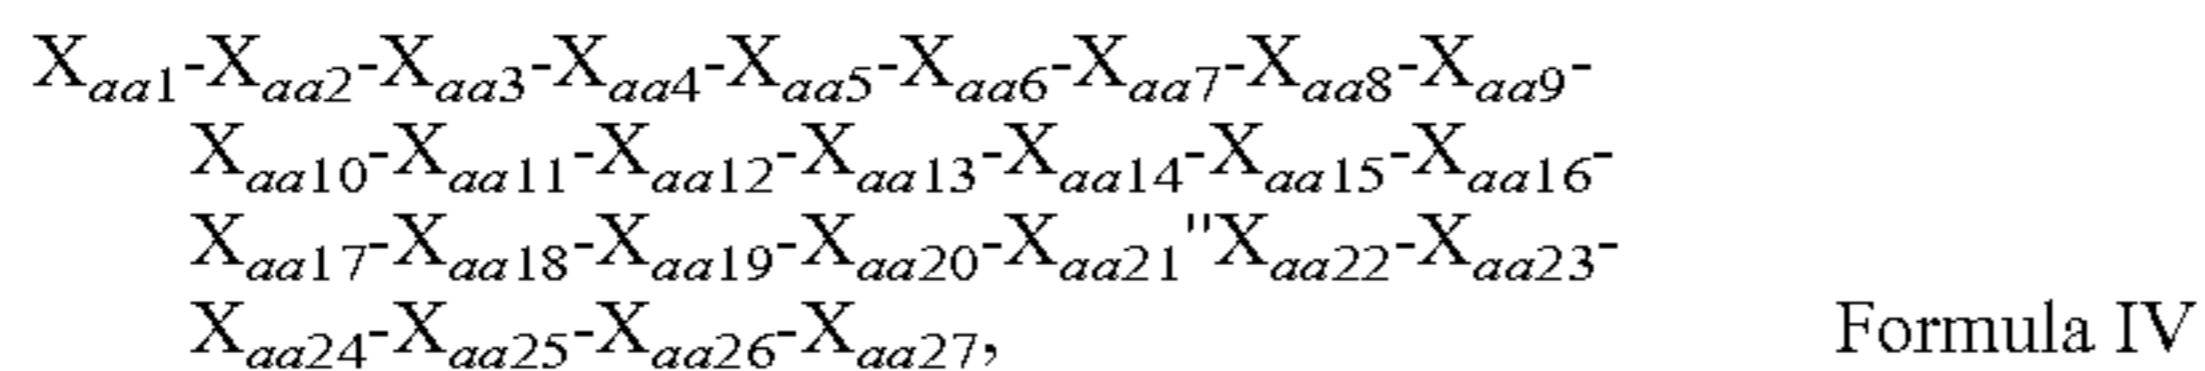 Xaa1-Xaa2-Xaa3-Xaa4-Xaa5-Xaa6-Xaa7-Xaa8-Xaa9-
Xaa10-Xaa11-Xaa12-Xaa13-Xaa14-Xaa15-Xaa16-
Xaa17-Xaa18-Xaa19-Xaa20-Xaa21"Xaa22-Xaa23-
Xaa24-Xaa25-Xaa26-Xaa27, Formula IV